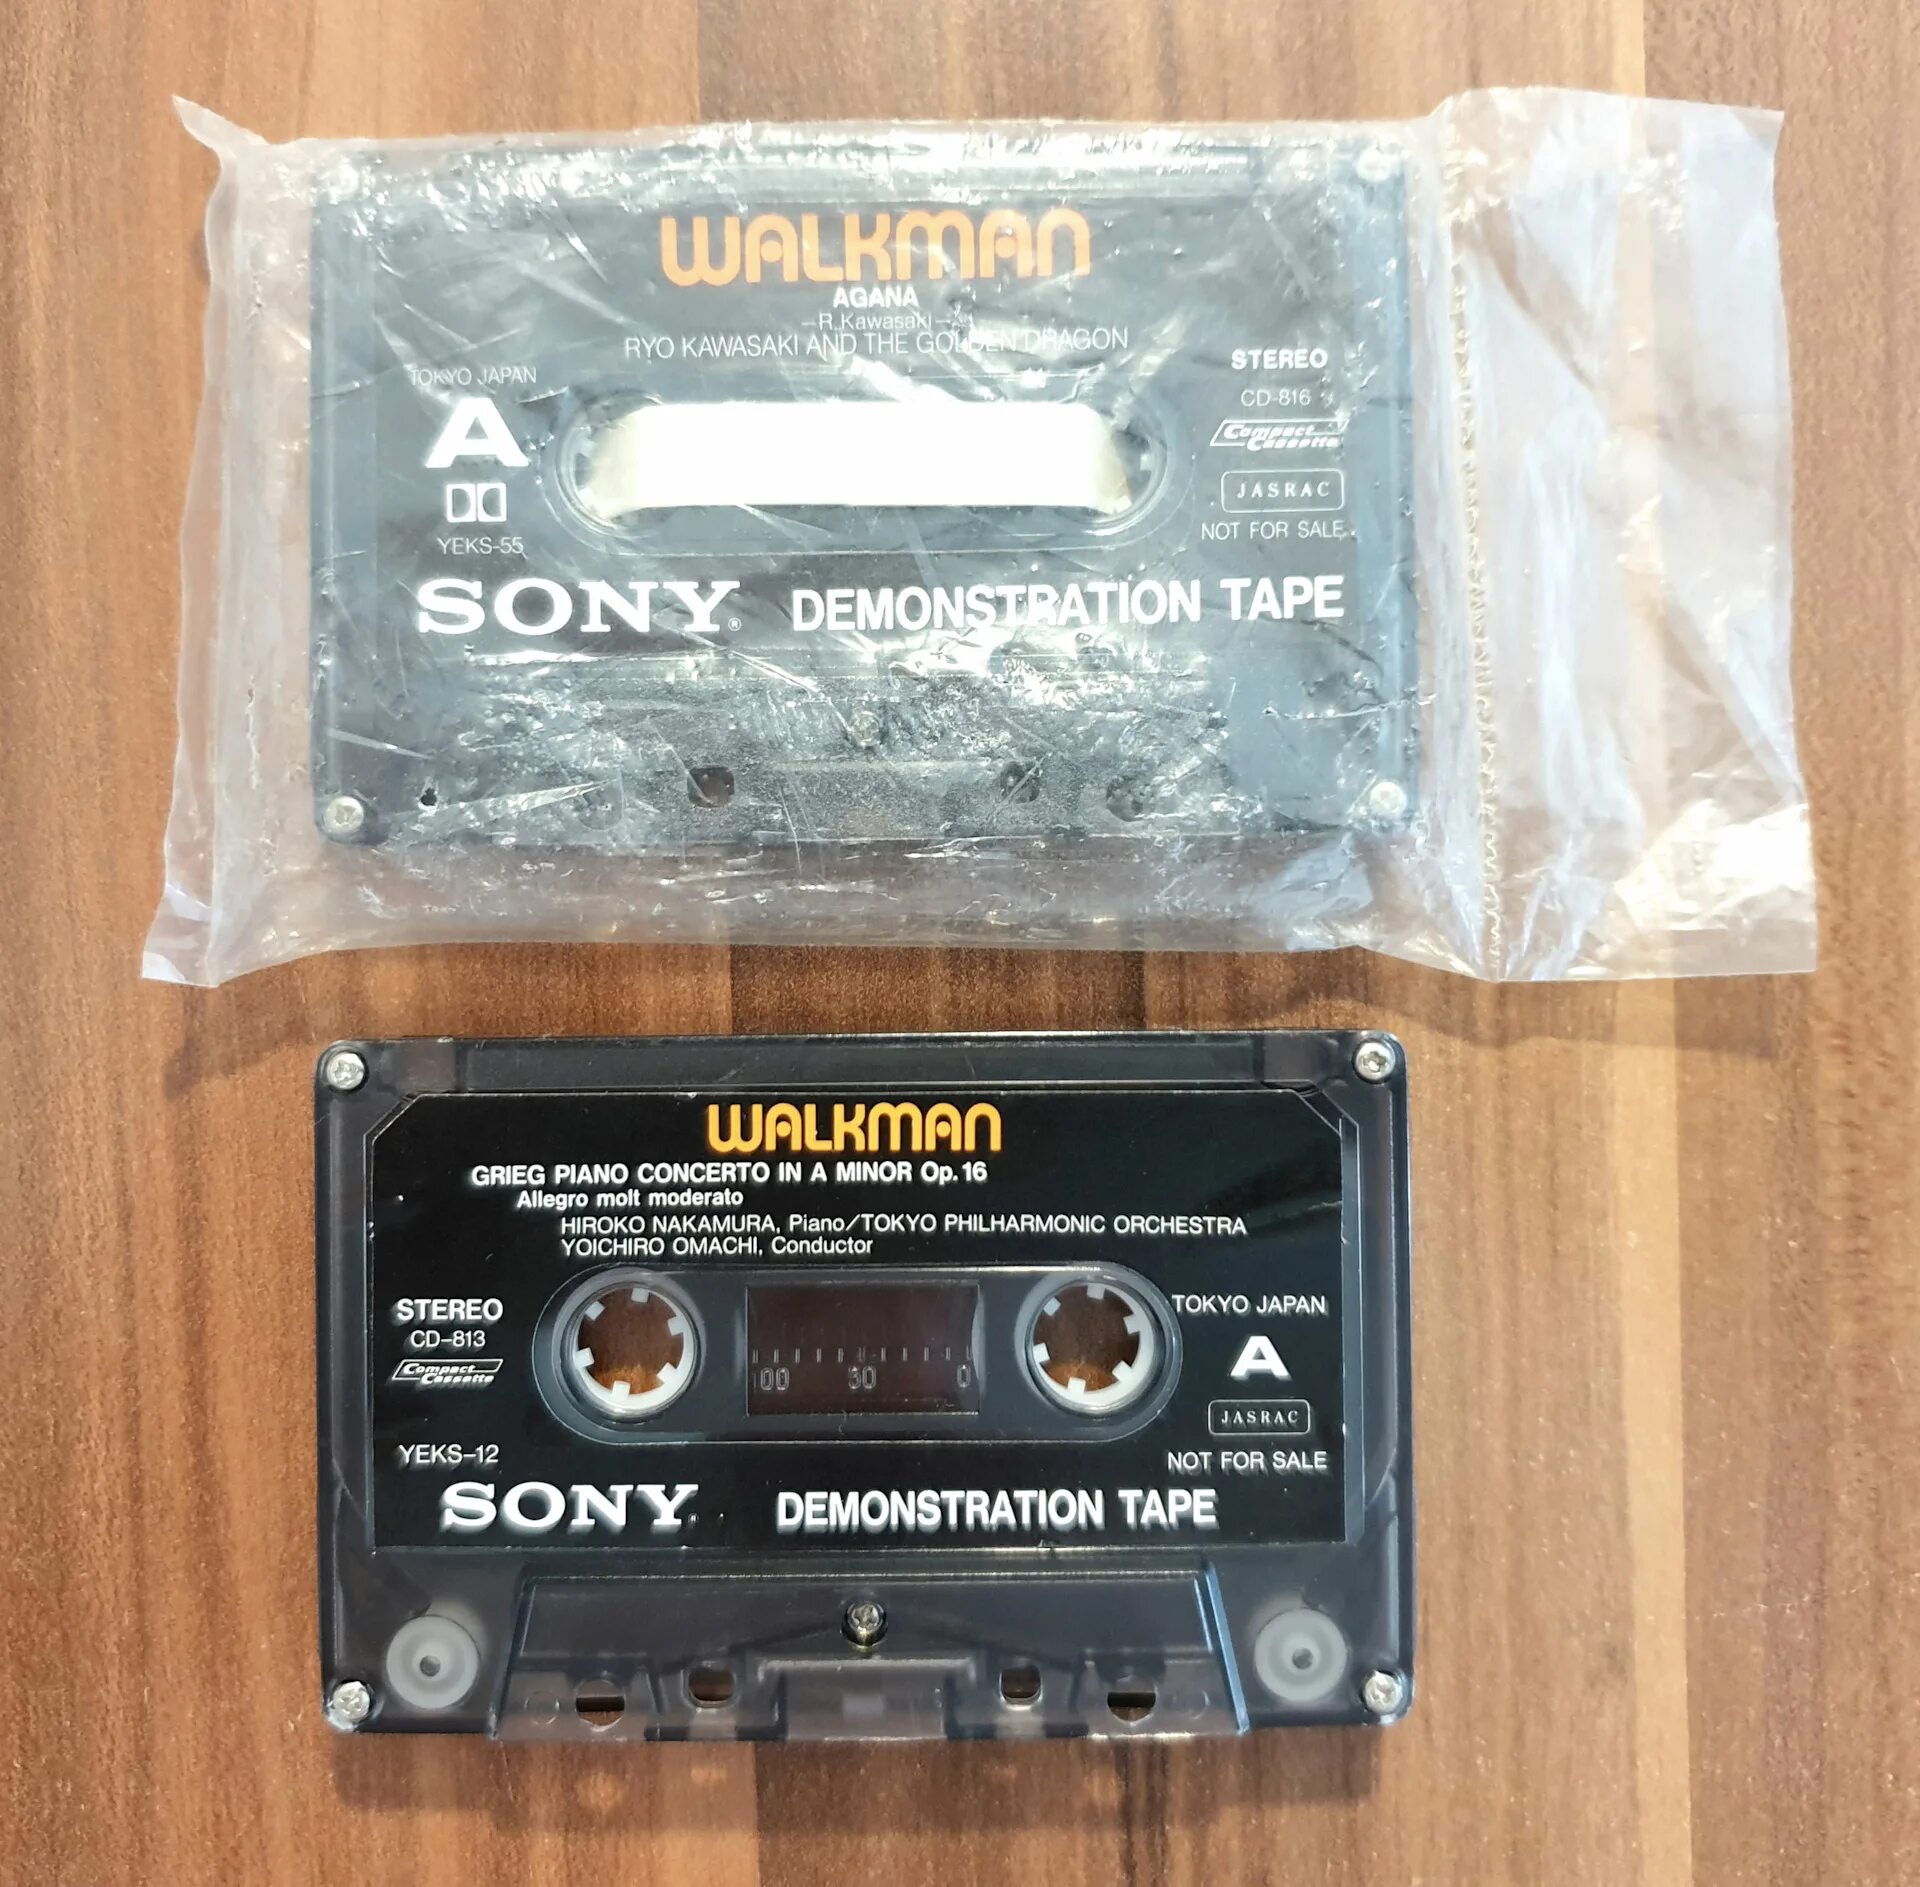 WALKMAN
AGANA
—R.Kawasaki—
RYO KAWASAKI AND THE GOLDEN DRAGON
TOKYO JAPAN
A
YEKS-55
STEREO
CD-816
Compact Cassette
JASRAC
NOT FOR SALE
SONY® DEMONSTRATION TAPE
WALKMAN
GRIEG PIANO CONCERTO IN A MINOR Op.16
Allegro molt moderato
HIROKO NAKAMURA, Piano/TOKYO PHILHARMONIC ORCHESTRA
YOICHIRO OMACHI, Conductor
STEREO
CD-813
Compact Cassette
YEKS-12
100 50 0
TOKYO JAPAN
A
JASRAC
NOT FOR SALE
SONY® DEMONSTRATION TAPE